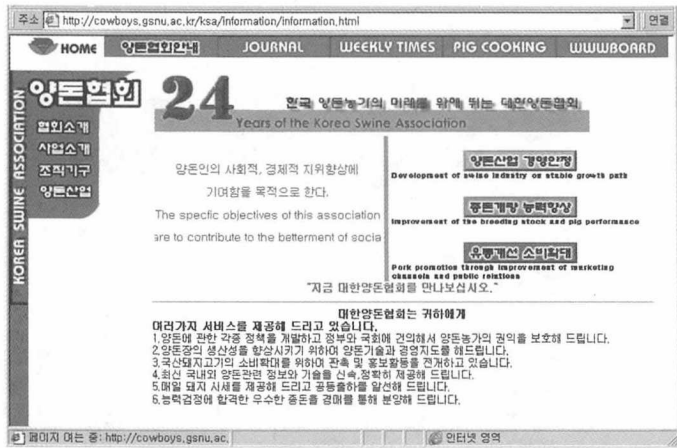 주소 http://cowboys.gsnu.ac.kr/ksa/information/information.html 연결
HOME 양돈협회안내 JOURNAL WEEKLY TIMES PIG COOKING WWWBOARD
양돈협회
협회소개
사업소개
조직기구
양돈산업
KOREA SWINE ASSOCIATION
24 한국 양돈농가의 미래를 위해 뛰는 대한양돈협회
Years of the Korea Swine Association
양돈인의 사회적, 경제적 지위향상에
기여함을 목적으로 한다.
The specfic objectives of this association
are to contribute to the betterment of socia
양돈산업 경영안정
Development of swine industry on stable growth path
종돈개량 능력향상
Improvement of the breeding stock and pig performance
유통개선 소비확대
Pork promotion through improvement of marketing
channels and public relations
"지금 대한양돈협회를 만나보십시오."
대한양돈협회는 귀하에게
여러가지 서비스를 제공해 드리고 있습니다.
1.양돈에 관한 각종 정책을 개발하고 정부와 국회에 건의해서 양돈농가의 권익을 보호해 드립니다.
2.양돈장의 생산성을 향상시키기 위하여 양돈기술과 경영지도를 해드립니다.
3.국산돼지고기의 소비확대를 위하여 판촉 및 홍보활동을 전개하고 있습니다.
4.최신 국내외 양돈관련 정보와 기술을 신속,정확히 제공해 드립니다.
5.매일 돼지 시세를 제공해 드리고 공동출하를 알선해 드립니다.
6.능력검정에 합격한 우수한 종돈을 경매를 통해 분양해 드립니다.
페이지 여는 중: http://cowboys.gsnu.ac. 인터넷 영역